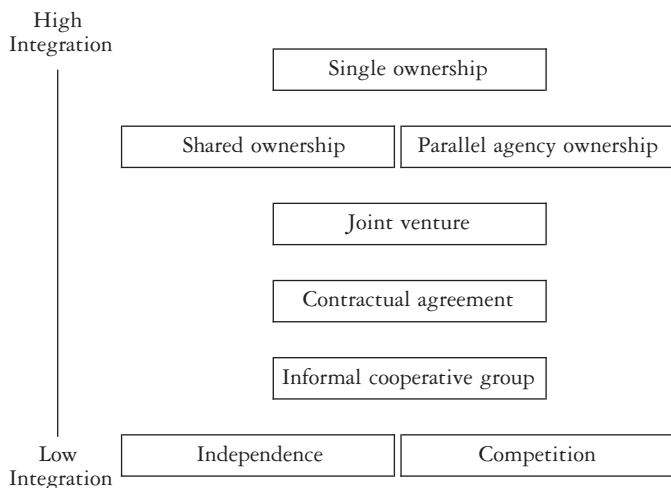 High
Integration
Single ownership
Shared ownership
Parallel agency ownership
Joint venture
Contractual agreement
Informal cooperative group
Low
Integration
Independence
Competition